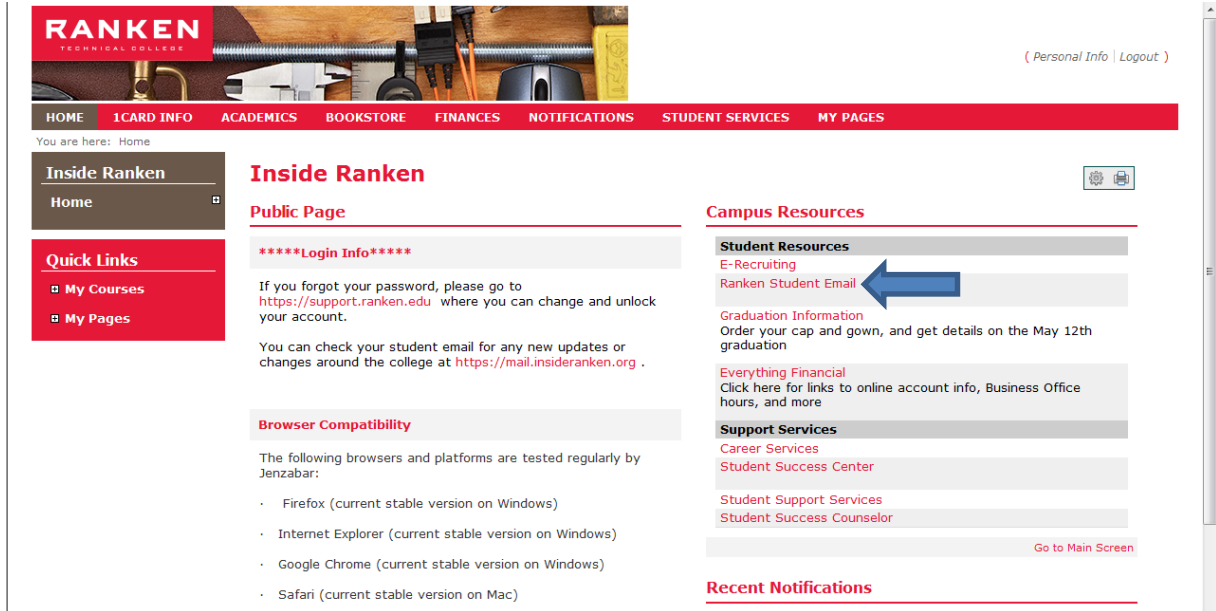 RANKEN
TECHNICAL COLLEGE
( Personal Info | Logout )
HOME 1CARD INFO ACADEMICS BOOKSTORE FINANCES NOTIFICATIONS STUDENT SERVICES MY PAGES
You are here: Home
Inside Ranken
Home
Quick Links
My Courses
My Pages
Inside Ranken
Public Page
*****Login Info*****
If you forgot your password, please go to
https://support.ranken.edu where you can change and unlock
your account.
You can check your student email for any new updates or
changes around the college at https://mail.insideranken.org .
Browser Compatibility
The following browsers and platforms are tested regularly by
Jenzabar:
· Firefox (current stable version on Windows)
· Internet Explorer (current stable version on Windows)
· Google Chrome (current stable version on Windows)
· Safari (current stable version on Mac)
Campus Resources
Student Resources
E-Recruiting
Ranken Student Email
Graduation Information
Order your cap and gown, and get details on the May 12th
graduation
Everything Financial
Click here for links to online account info, Business Office
hours, and more
Support Services
Career Services
Student Success Center
Student Support Services
Student Success Counselor
Go to Main Screen
Recent Notifications